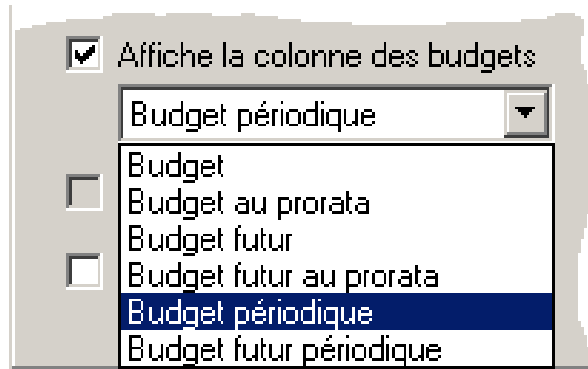 Affiche la colonne des budgets
Budget périodique
Budget
Budget au prorata
Budget futur
Budget futur au prorata
Budget périodique
Budget futur périodique